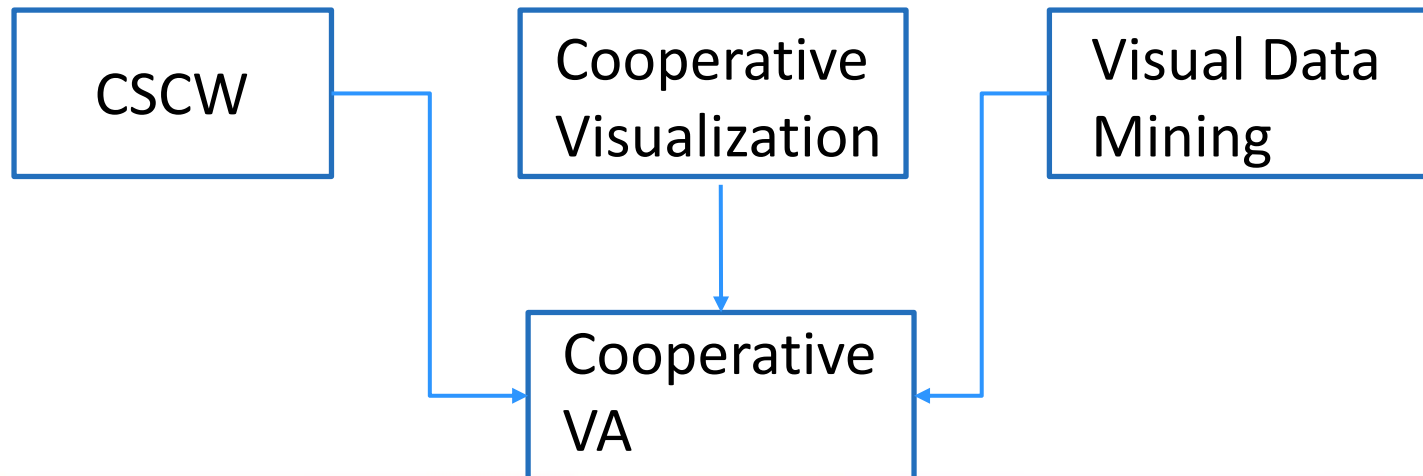 CSCW
Cooperative
Visualization
Visual Data
Mining
Cooperative
VA